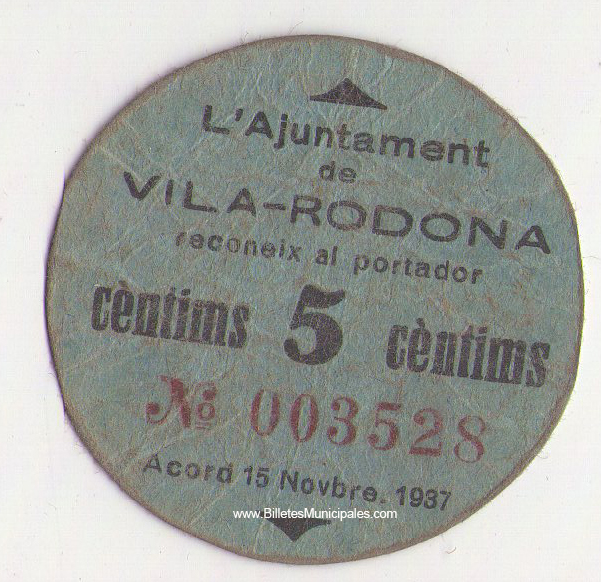 L'Ajuntament
de
VILA-RODONA
reconeix al portador
cèntims 5 cèntims
Nº 003528
Acord 15 Novbre. 1937
www.BilletesMunicipales.com